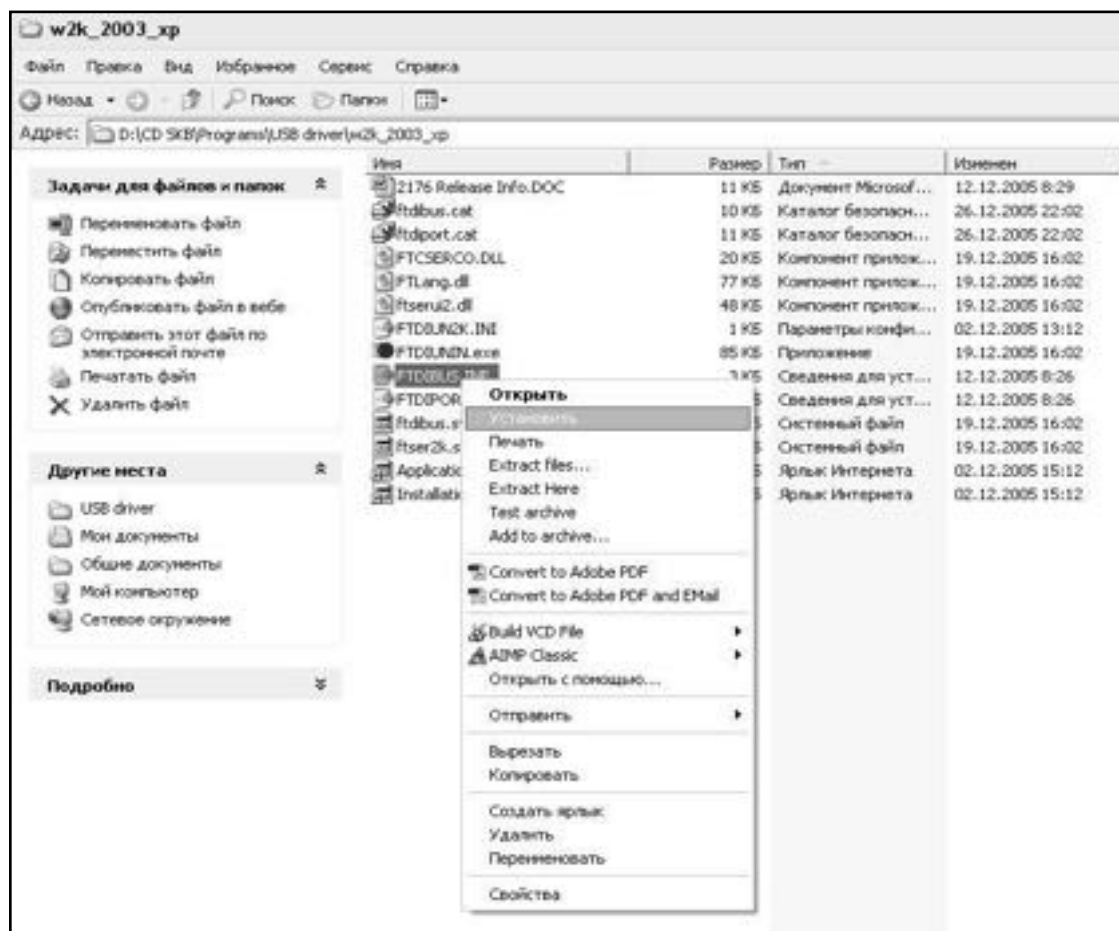 w2k_2003_xp
Файл Правка Вид Избранное Сервис Справка
Назад Поиск Папки
Адрес: D:\CD SKB\Programs\USB driver\w2k_2003_xp
Задачи для файлов и папок
Переименовать файл
Переместить файл
Копировать файл
Опубликовать файл в вебе
Отправить этот файл по
электронной почте
Печатать файл
Удалить файл
Другие места
USB driver
Мои документы
Общие документы
Мой компьютер
Сетевое окружение
Подробно
Имя Размер Тип Изменен
2176 Release Info.DOC 11 КБ Документ Microsof... 12.12.2005 8:29
ftdibus.cat 10 КБ Каталог безопасн... 26.12.2005 22:02
ftdiport.cat 11 КБ Каталог безопасн... 26.12.2005 22:02
FTCSERCO.DLL 20 КБ Компонент прилож... 19.12.2005 16:02
FTLang.dll 77 КБ Компонент прилож... 19.12.2005 16:02
ftserui2.dll 48 КБ Компонент прилож... 19.12.2005 16:02
FTDIUN2K.INI 1 КБ Параметры конфи... 02.12.2005 13:12
FTDIUNIN.exe 85 КБ Приложение 19.12.2005 16:02
FTDIBUS.INF 3 КБ Сведения для уст... 12.12.2005 8:26
FTDIPOR Сведения для уст... 12.12.2005 8:26
ftdibus.s Системный файл 19.12.2005 16:02
ftser2k.s Системный файл 19.12.2005 16:02
Applicatio Ярлык Интернета 02.12.2005 15:12
Installatio Ярлык Интернета 02.12.2005 15:12
Открыть
Установить
Печать
Extract files...
Extract Here
Test archive
Add to archive...
Convert to Adobe PDF
Convert to Adobe PDF and EMail
Build VCD File
AIMP Classic
Открыть с помощью...
Отправить
Вырезать
Копировать
Создать ярлык
Удалить
Переименовать
Свойства